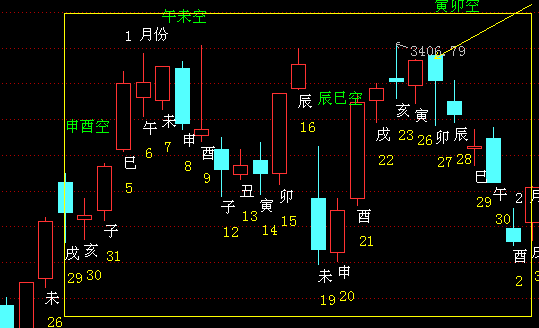 寅卯空
午未空
1 月份
3406.79
辰巳空
申酉空
巳 5
午 6
未 7
申 8
酉 9
子 12
丑 13
寅 14
卯 15
辰 16
未 19
申 20
酉 21
戌 22
亥 23
寅 26
卯 27
辰 28
巳 29
午 30
2 月
酉 2
戌
未 26
戌 29
亥 30
子 31